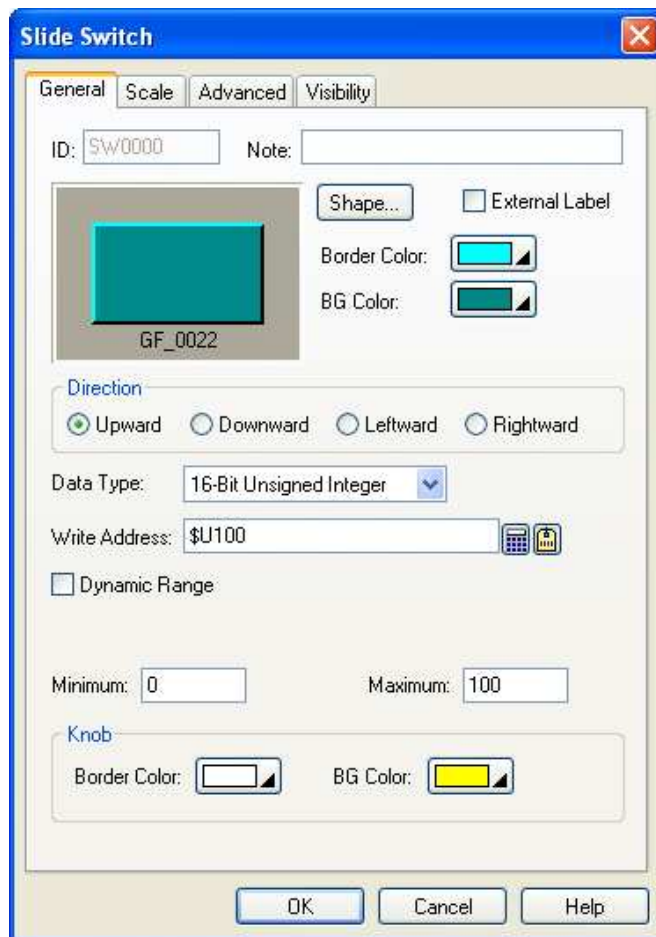 Slide Switch
General Scale Advanced Visibility
ID: SW0000 Note:
Shape... External Label
Border Color:
BG Color:
GF_0022
Direction
Upward Downward Leftward Rightward
Data Type: 16-Bit Unsigned Integer
Write Address: $U100
Dynamic Range
Minimum: 0 Maximum: 100
Knob
Border Color: BG Color:
OK Cancel Help